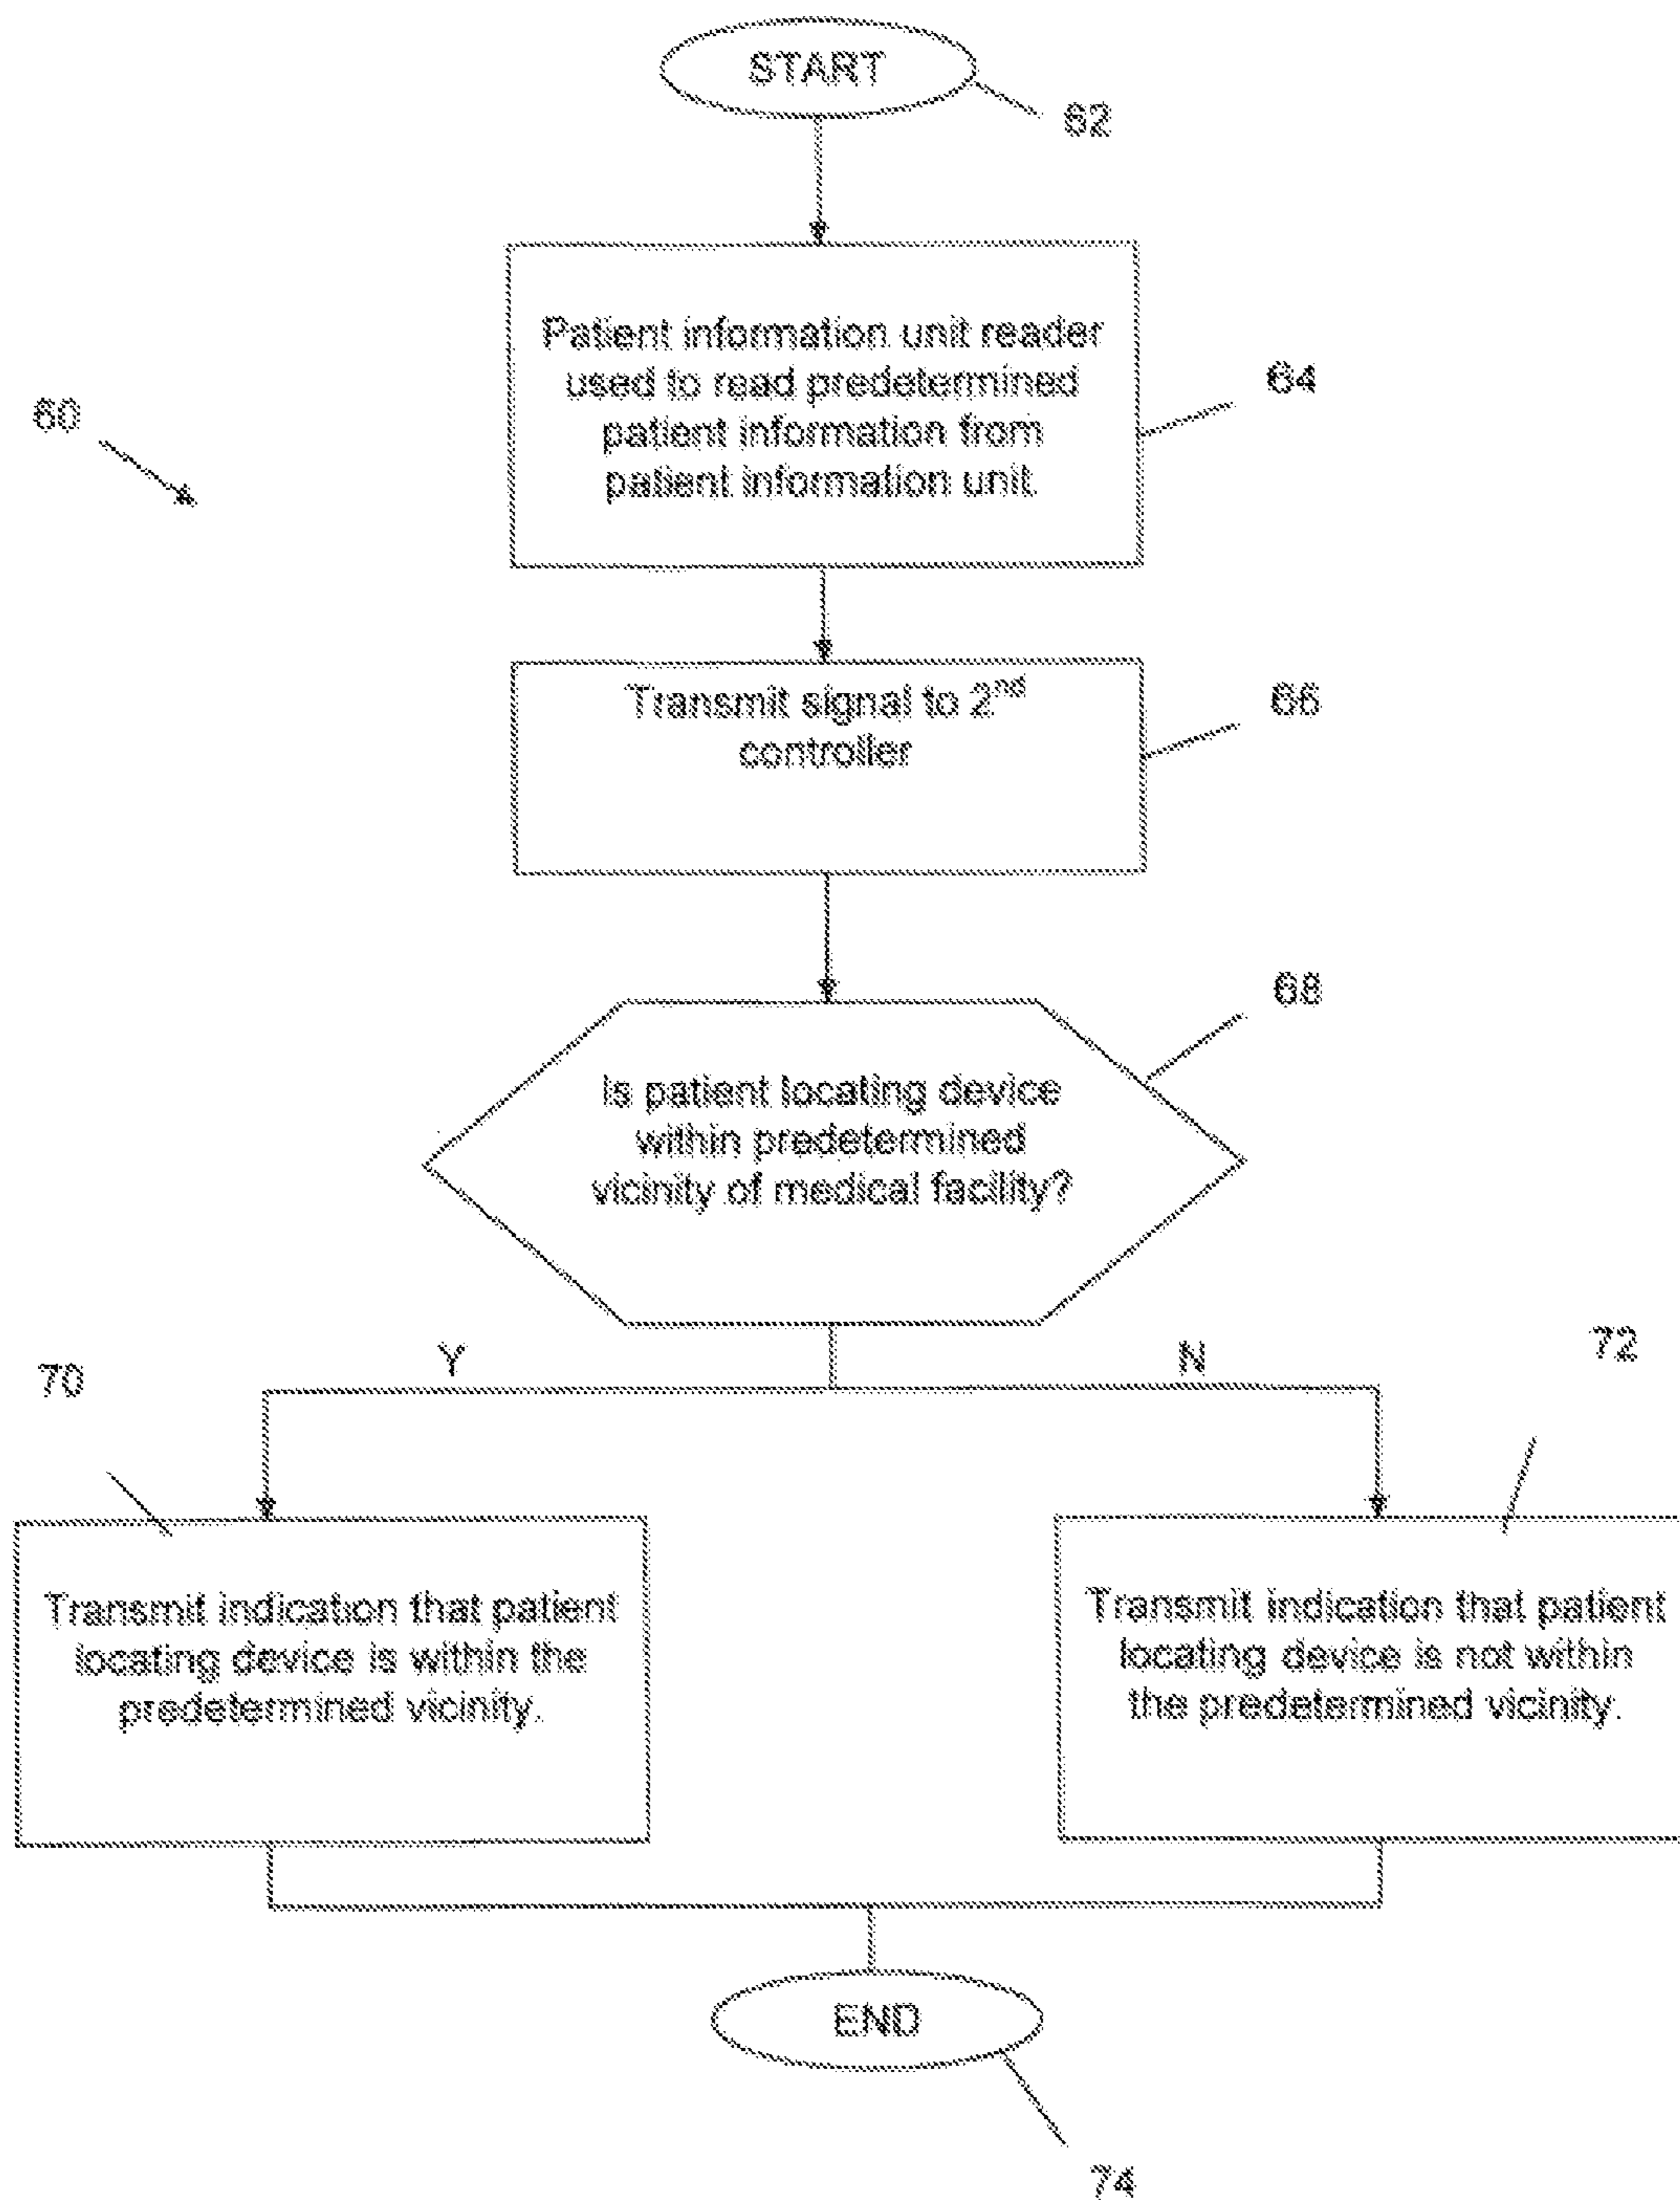 START
62
Patient information unit reader
used to read predetermined
patient information from
patient information unit.
64
60
Transmit signal to 2nd
controller
66
68
Is patient locating device
within predetermined
vicinity of medical facility?
Y
N
70
72
Transmit indication that patient
locating device is within the
predetermined vicinity.
Transmit indication that patient
locating device is not within
the predetermined vicinity.
END
74